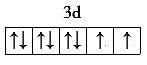 3d
↑↓ ↑↓ ↑↓ ↑ ↑